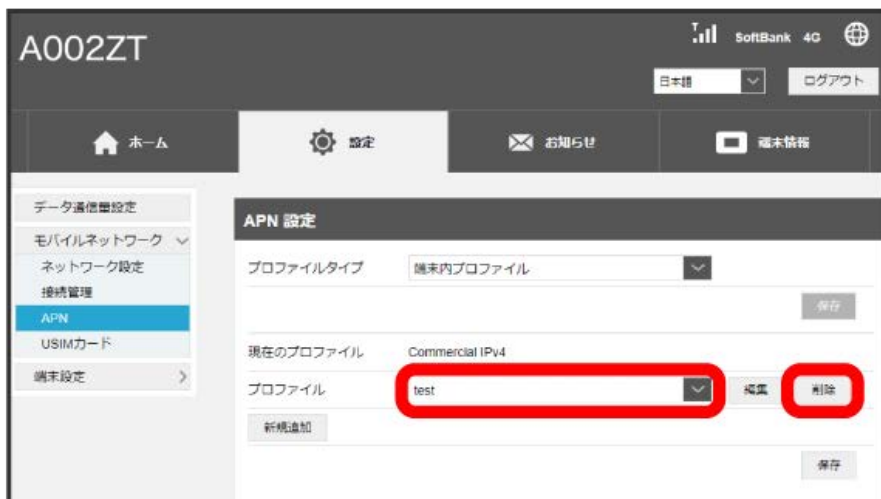 A002ZT
SoftBank 4G
日本語
ログアウト
ホーム
設定
お知らせ
端末情報
データ通信量設定
モバイルネットワーク
ネットワーク設定
接続管理
APN
USIMカード
端末設定
APN 設定
プロファイルタイプ
端末内プロファイル
保存
現在のプロファイル
Commercial IPv4
プロファイル
test
編集
削除
新規追加
保存